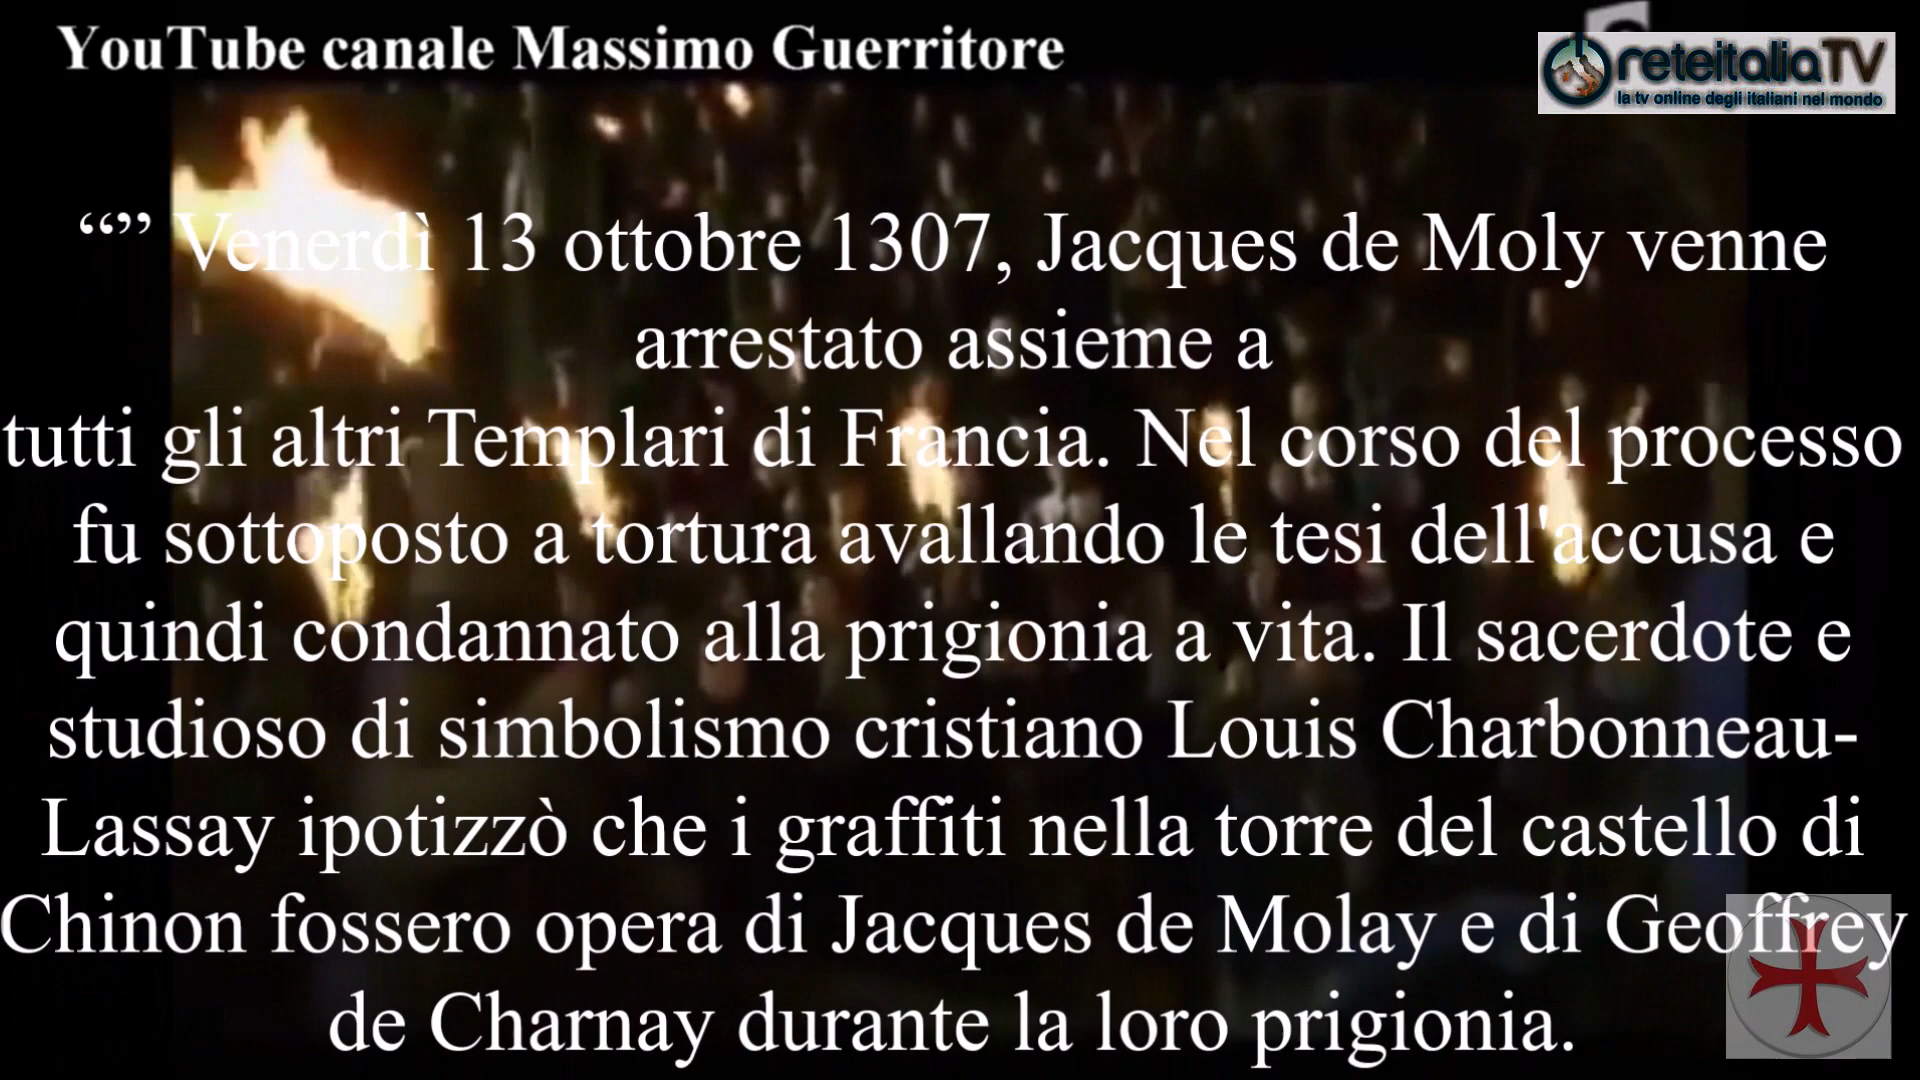 YouTube canale Massimo Guerritore
reteitaliaTV
la tv online degli italiani nel mondo
“” Venerdì 13 ottobre 1307, Jacques de Moly venne
arrestato assieme a
tutti gli altri Templari di Francia. Nel corso del processo
fu sottoposto a tortura avallando le tesi dell'accusa e
quindi condannato alla prigionia a vita. Il sacerdote e
studioso di simbolismo cristiano Louis Charbonneau-
Lassay ipotizzò che i graffiti nella torre del castello di
Chinon fossero opera di Jacques de Molay e di Geoffrey
de Charnay durante la loro prigionia.